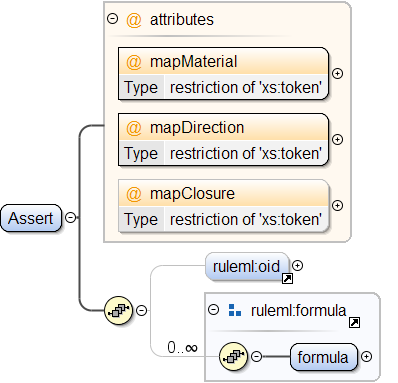 @ attributes
@ mapMaterial
Type restriction of 'xs:token'
@ mapDirection
Type restriction of 'xs:token'
@ mapClosure
Type restriction of 'xs:token'
Assert
ruleml:oid
ruleml:formula
0..∞
formula